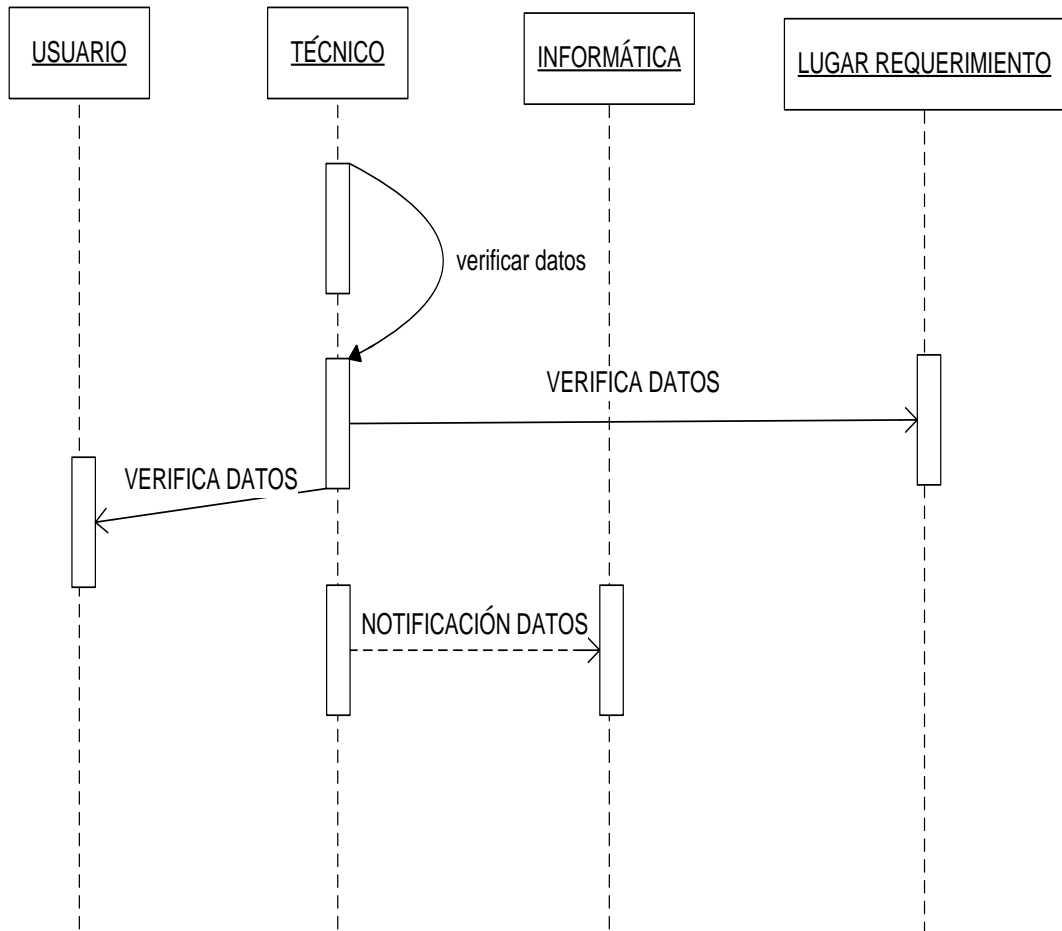 USUARIO
TÉCNICO
INFORMÁTICA
LUGAR REQUERIMIENTO
verificar datos
VERIFICA DATOS
VERIFICA DATOS
NOTIFICACIÓN DATOS